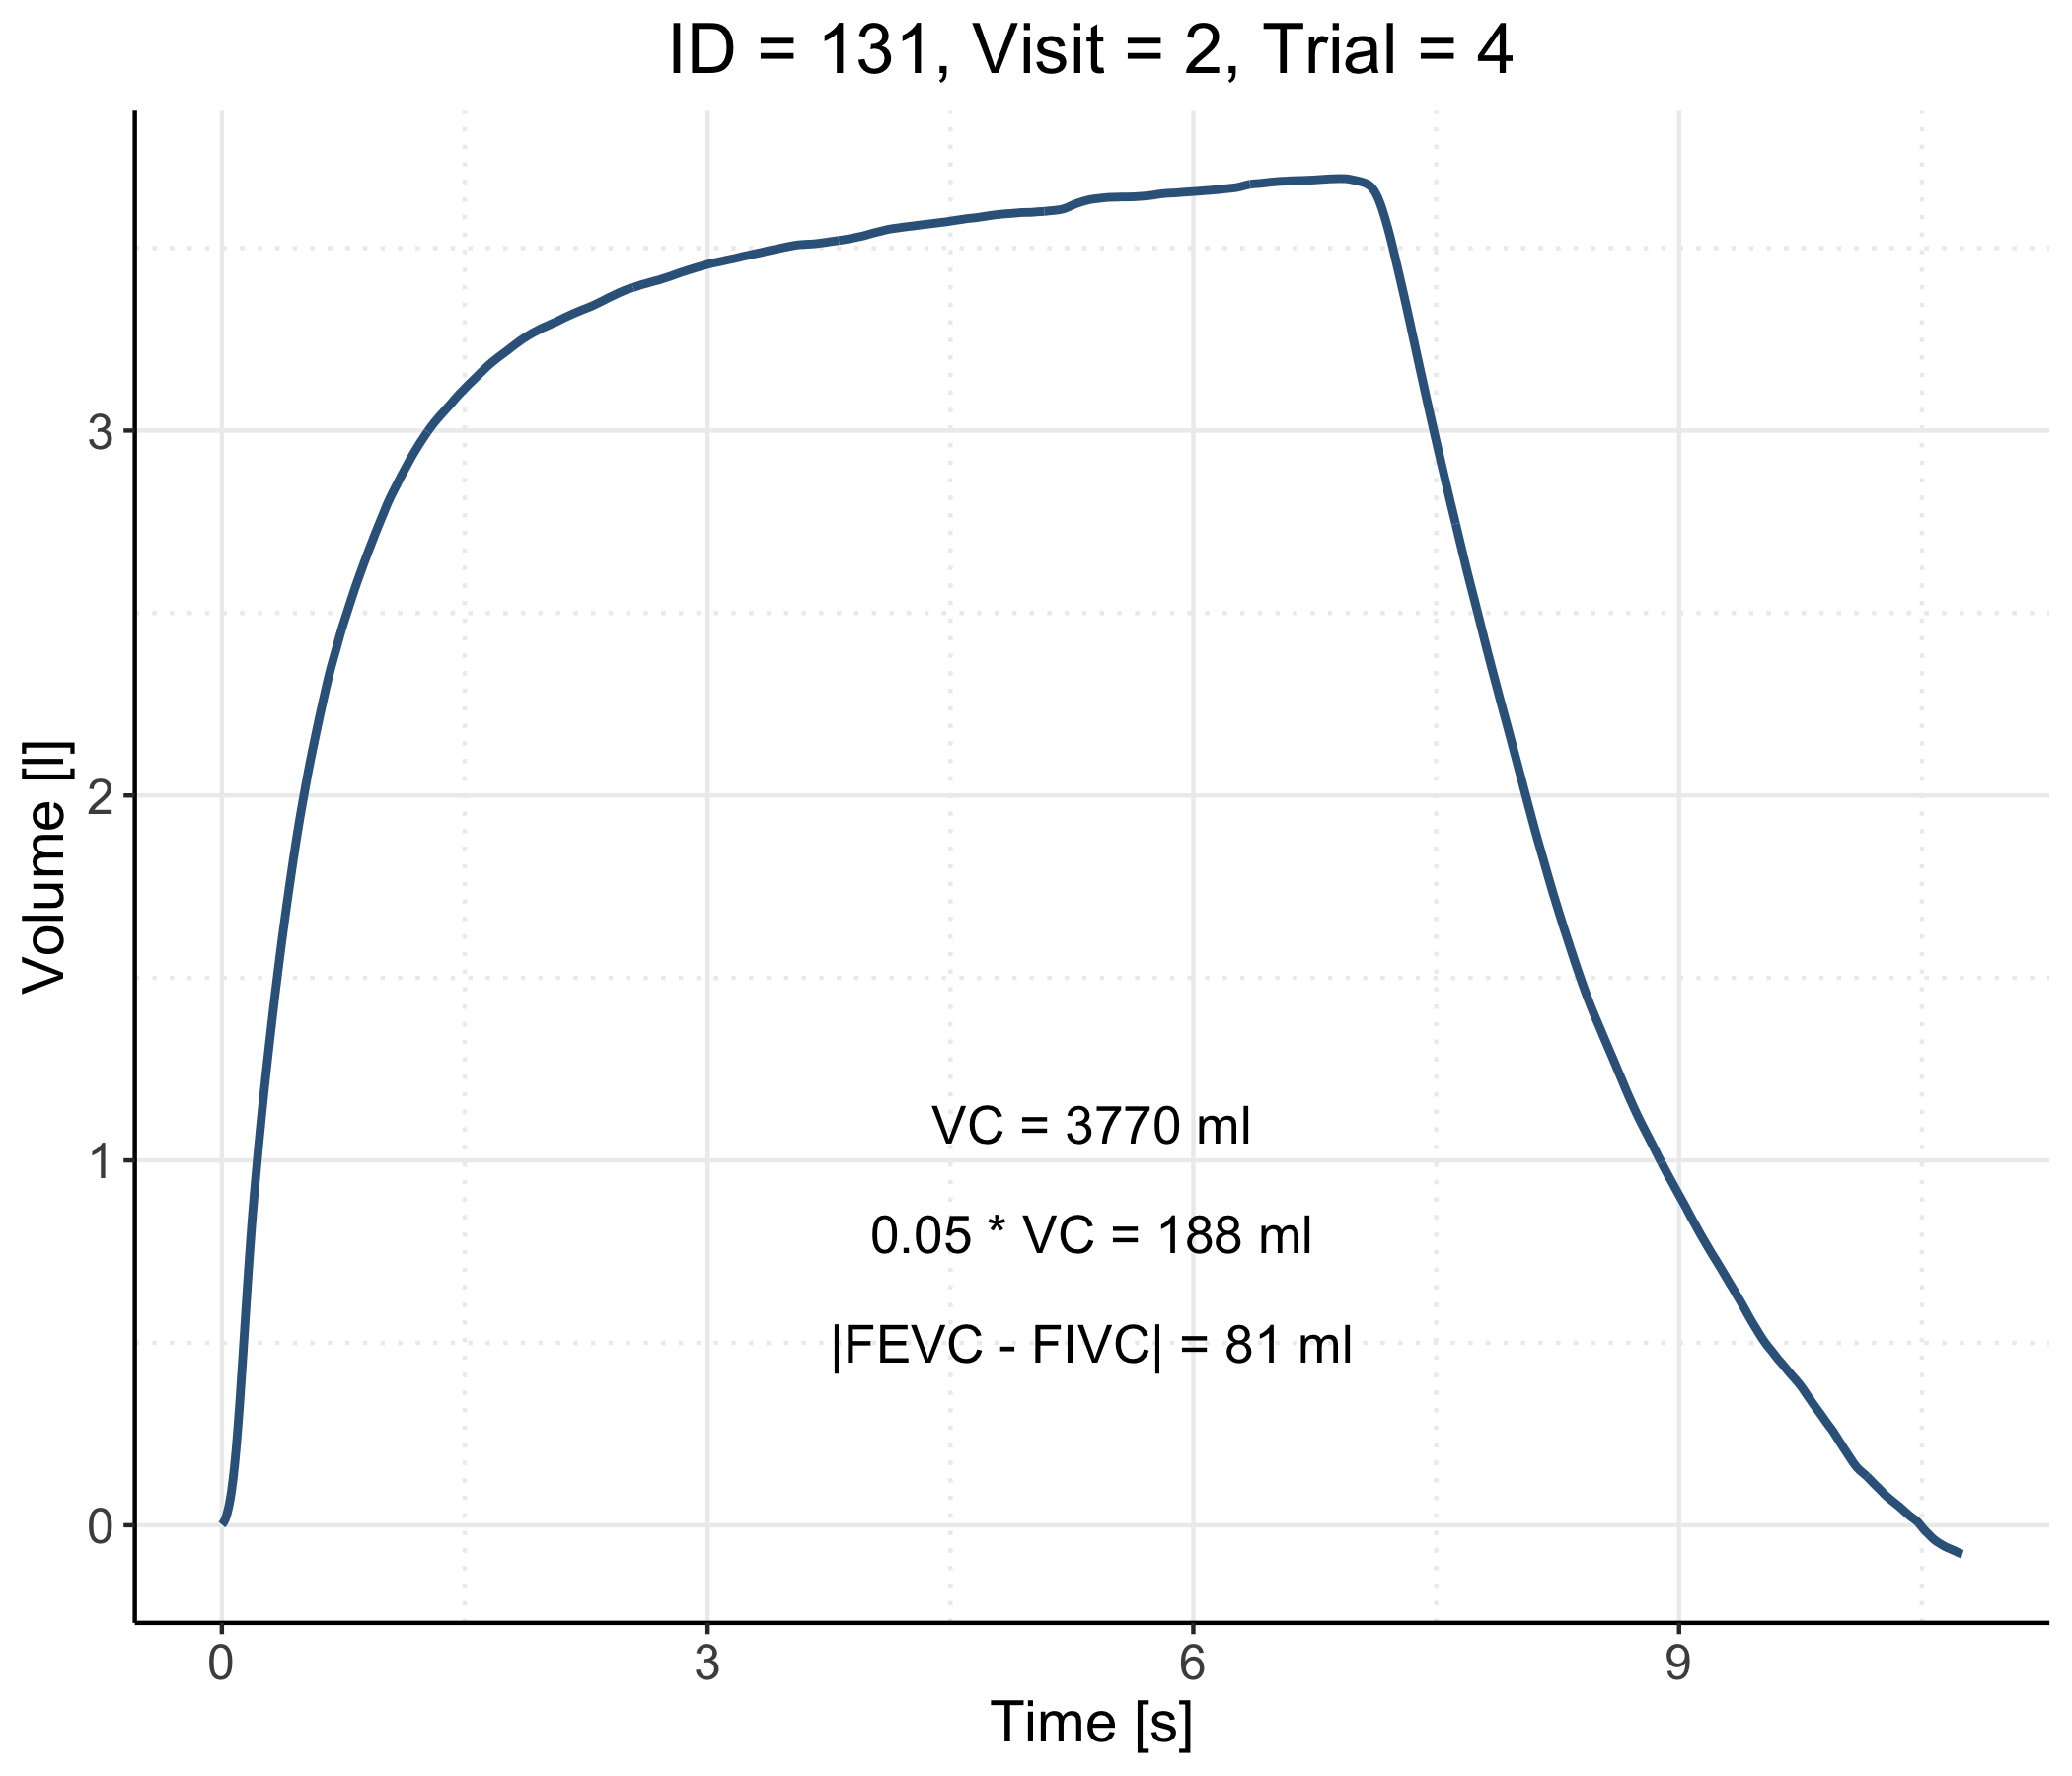 ID = 131, Visit = 2, Trial = 4
Volume [l]
3
2
1
0
VC = 3770 ml
0.05 * VC = 188 ml
|FEVC - FIVC| = 81 ml
0 3 6 9
Time [s]